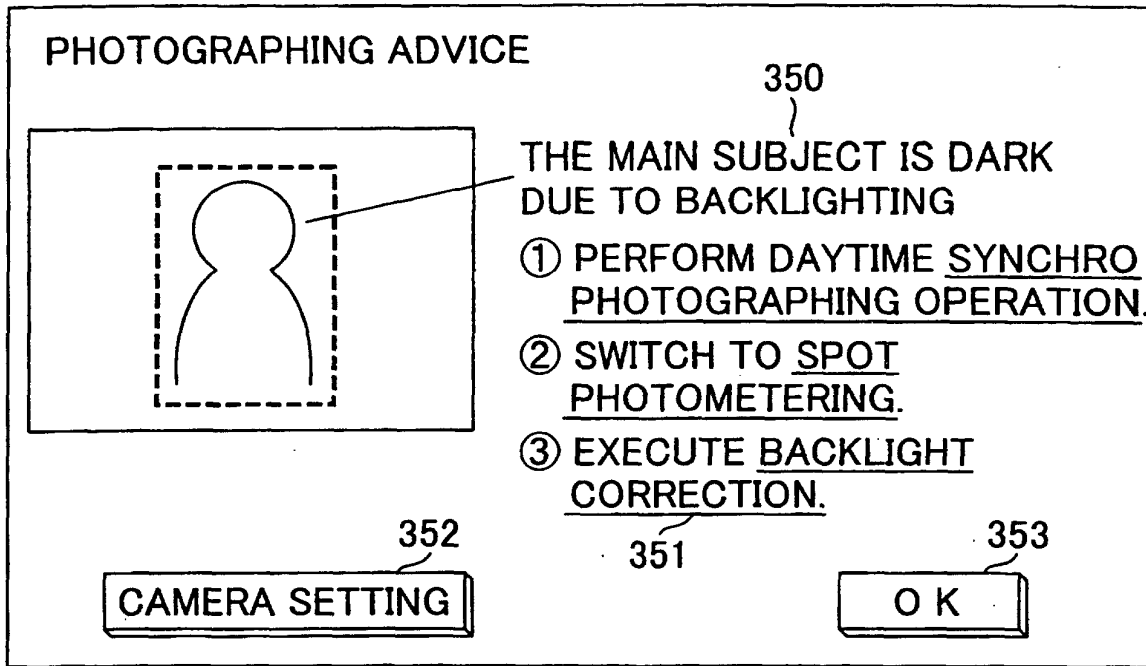 PHOTOGRAPHING ADVICE
350
THE MAIN SUBJECT IS DARK
DUE TO BACKLIGHTING
① PERFORM DAYTIME SYNCHRO
PHOTOGRAPHING OPERATION.
② SWITCH TO SPOT
PHOTOMETERING.
③ EXECUTE BACKLIGHT
CORRECTION.
351
352
CAMERA SETTING
353
OK